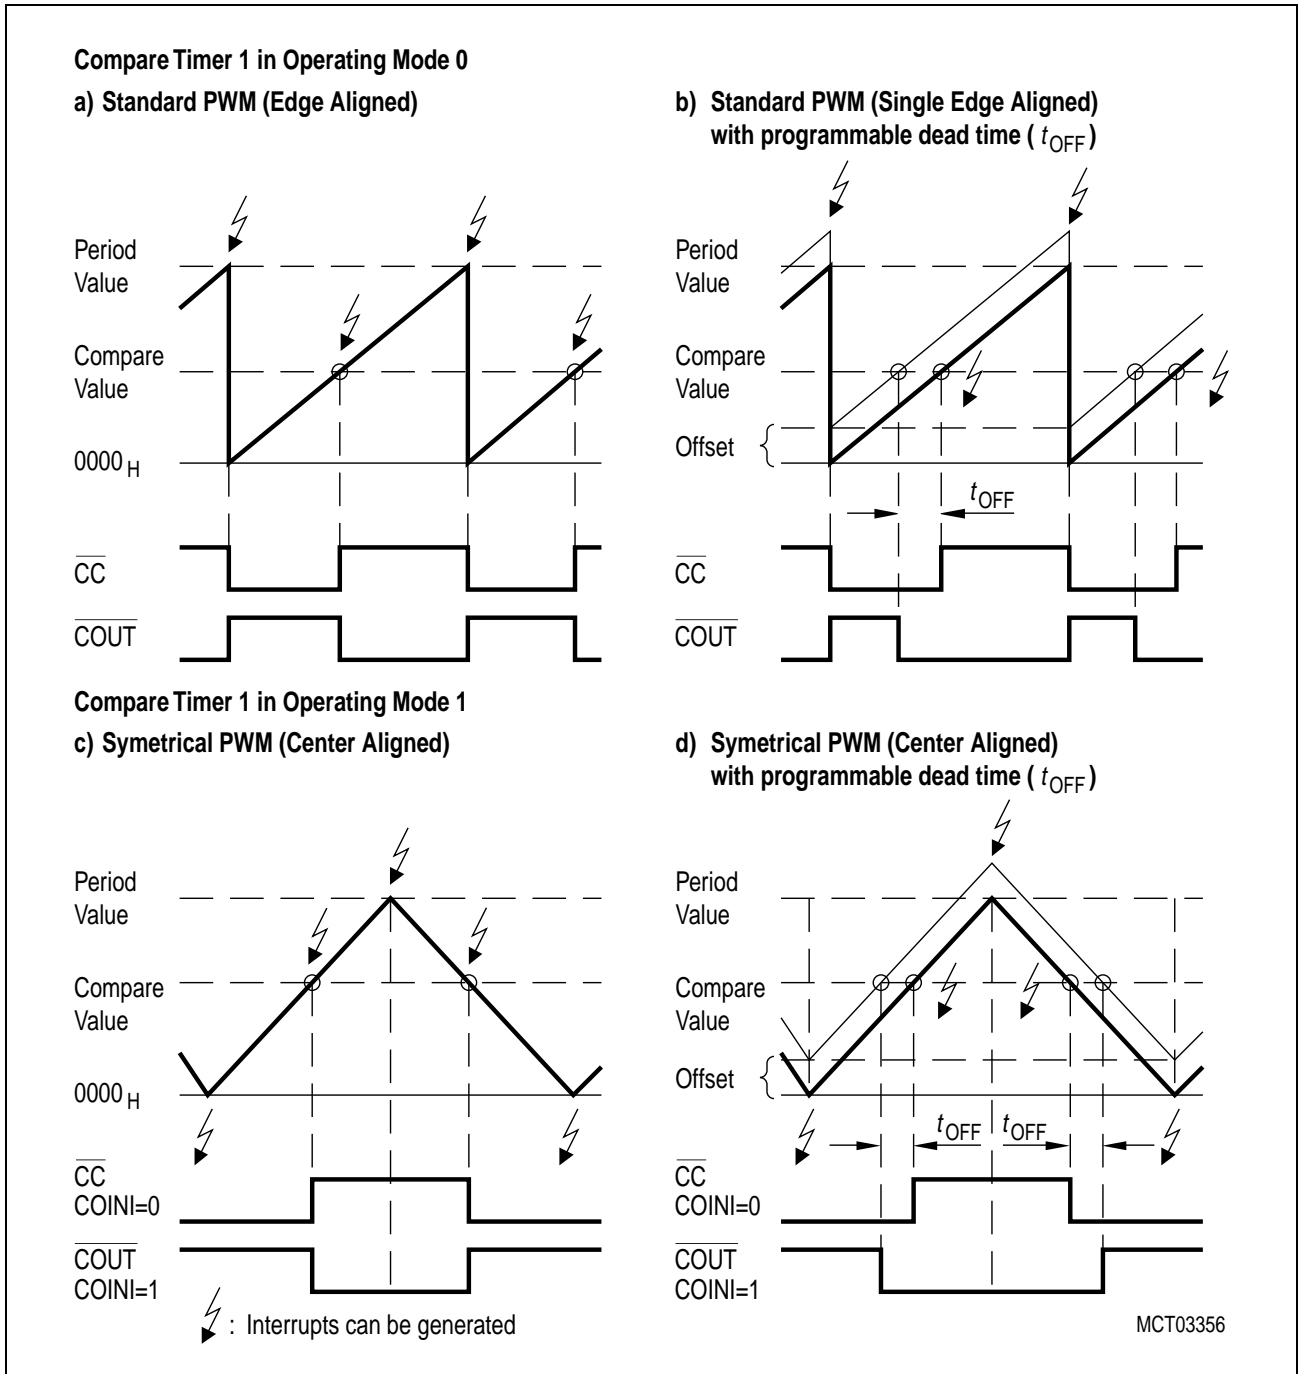 Compare Timer 1 in Operating Mode 0
a) Standard PWM (Edge Aligned)
b) Standard PWM (Single Edge Aligned)
with programmable dead time ( tOFF )
Period
Value
Compare
Value
0000 H
CC
COUT
Period
Value
Compare
Value
Offset
tOFF
CC
COUT
Compare Timer 1 in Operating Mode 1
c) Symetrical PWM (Center Aligned)
d) Symetrical PWM (Center Aligned)
with programmable dead time ( tOFF )
Period
Value
Compare
Value
0000 H
CC
COINI=0
COUT
COINI=1
: Interrupts can be generated
Period
Value
Compare
Value
Offset
tOFF tOFF
CC
COINI=0
COUT
COINI=1
MCT03356